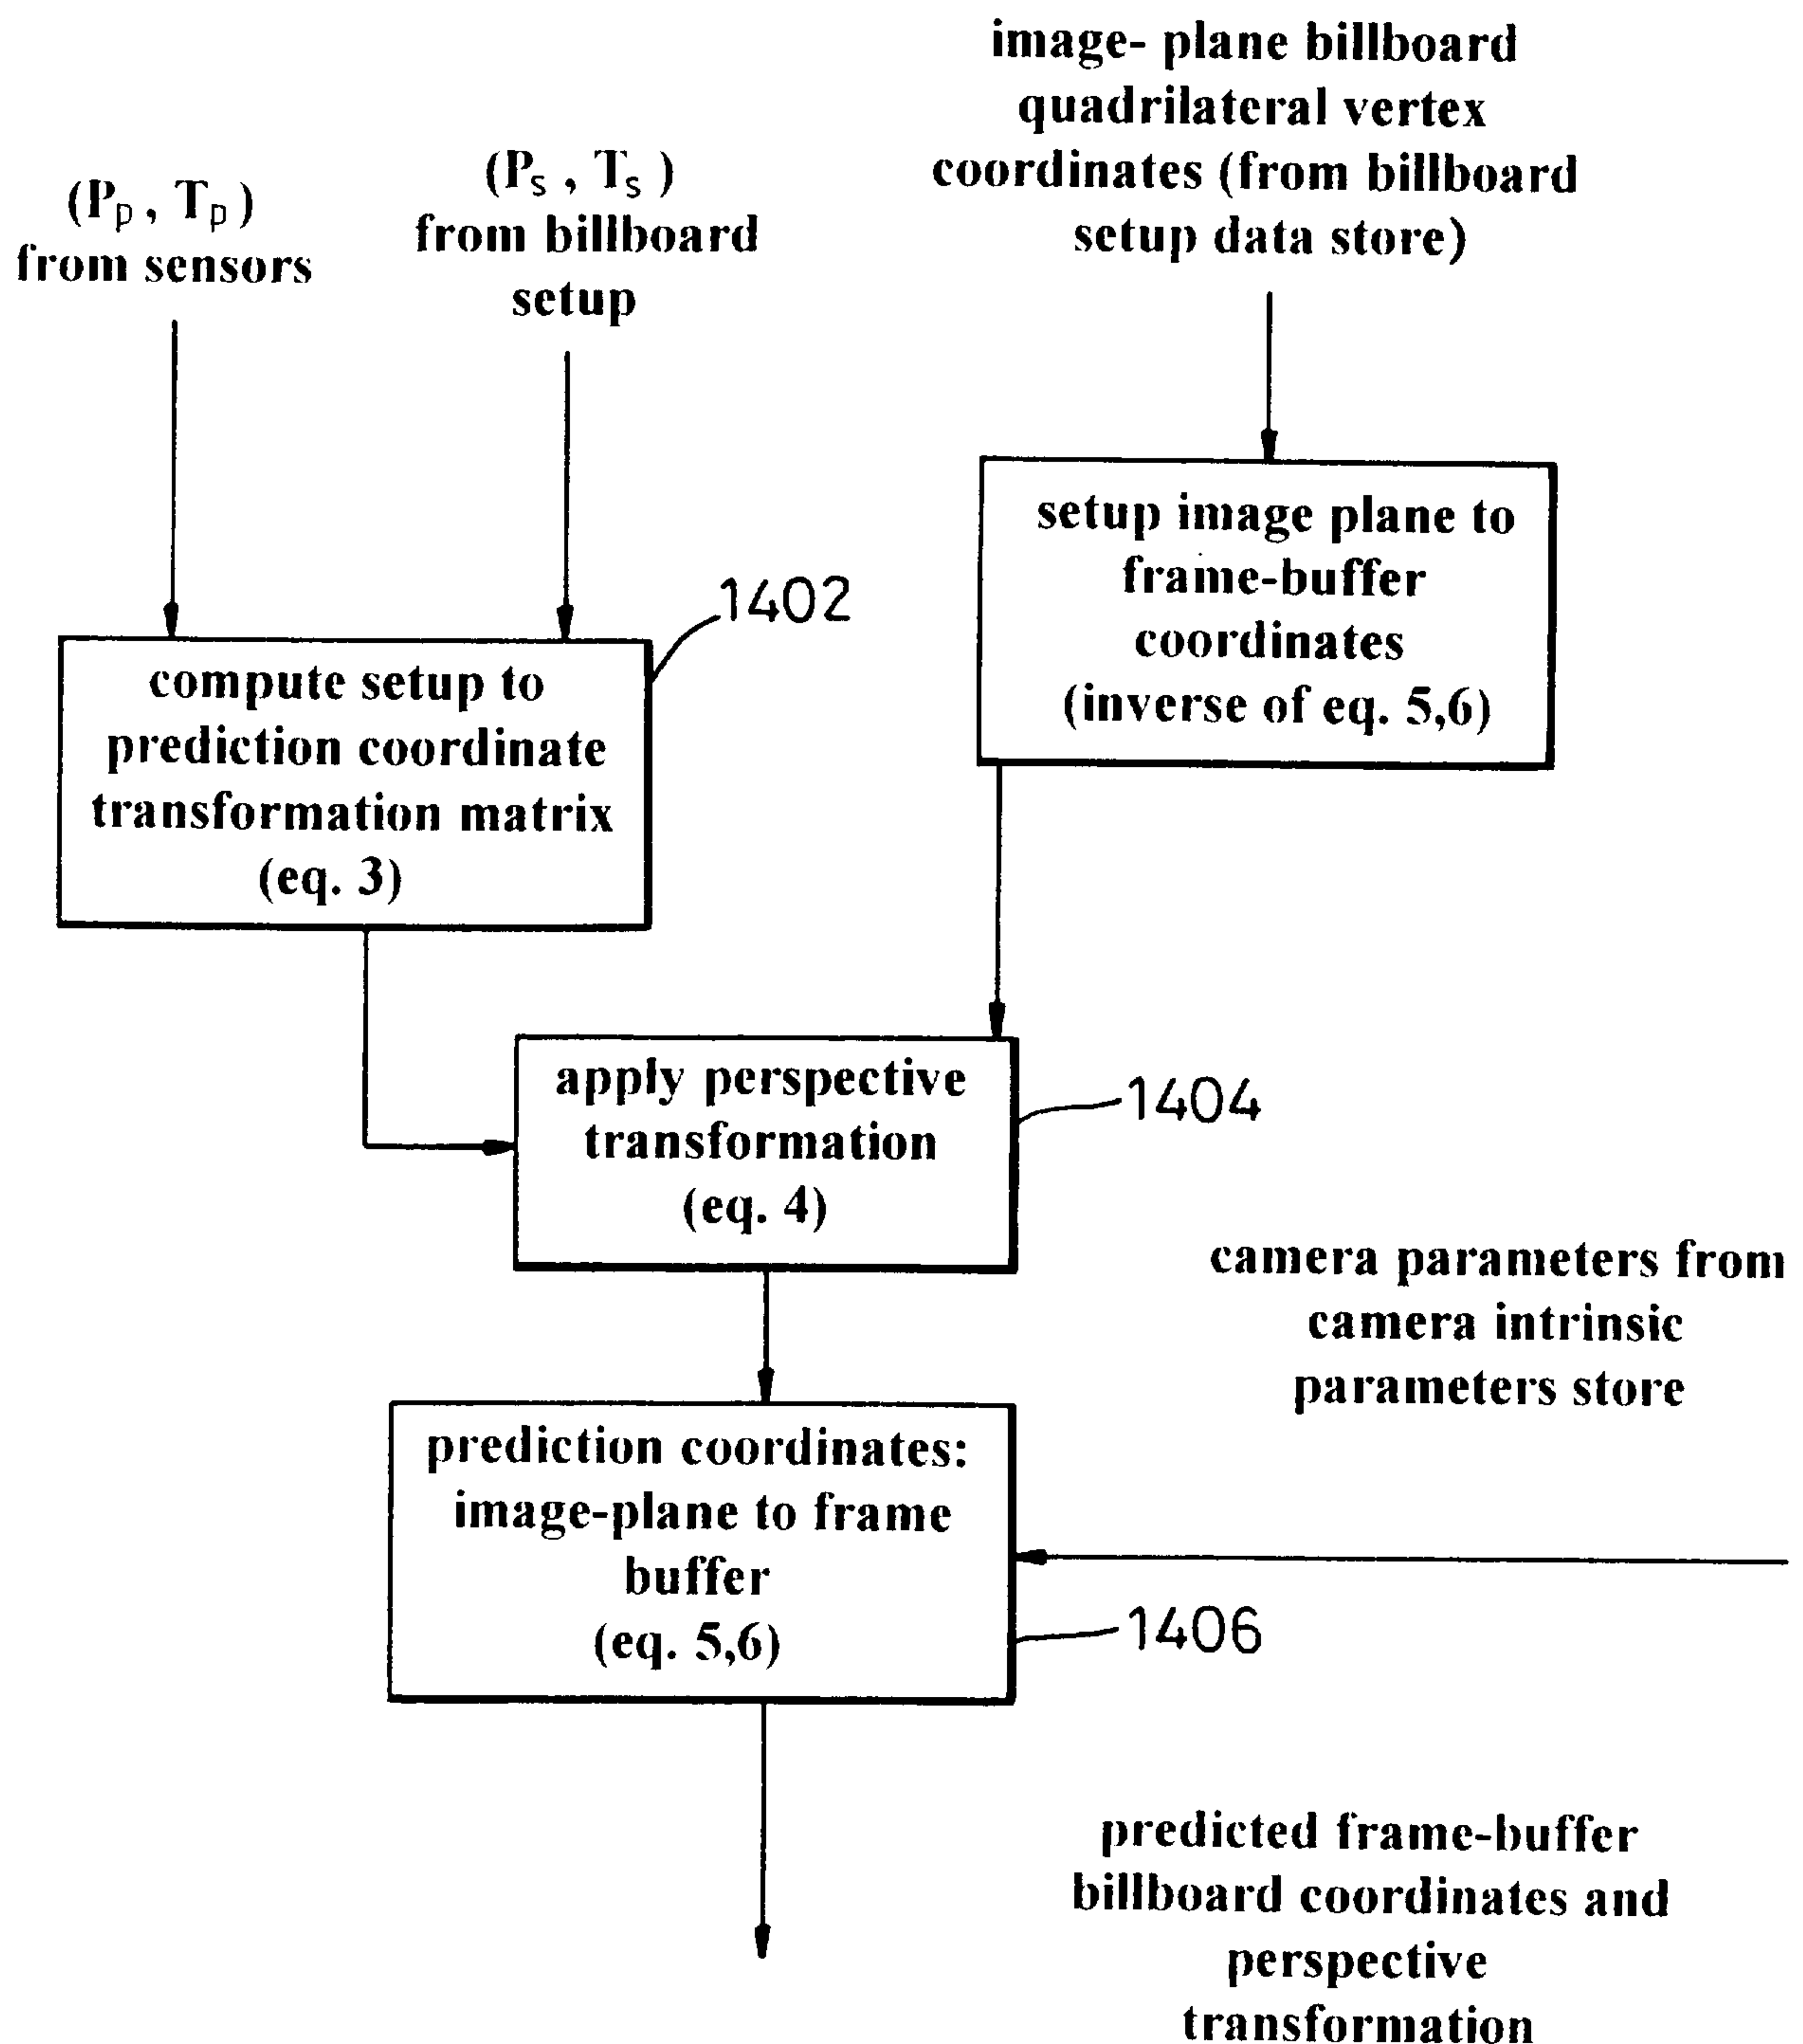 image- plane billboard
quadrilateral vertex
coordinates (from billboard
setup data store)
(Pp , Tp )
from sensors
(Ps , Ts )
from billboard
setup
setup image plane to
frame-buffer
coordinates
(inverse of eq. 5,6)
1402
compute setup to
prediction coordinate
transformation matrix
(eq. 3)
apply perspective
transformation
(eq. 4)
1404
camera parameters from
camera intrinsic
parameters store
prediction coordinates:
image-plane to frame
buffer
(eq. 5,6)
1406
predicted frame-buffer
billboard coordinates and
perspective
transformation